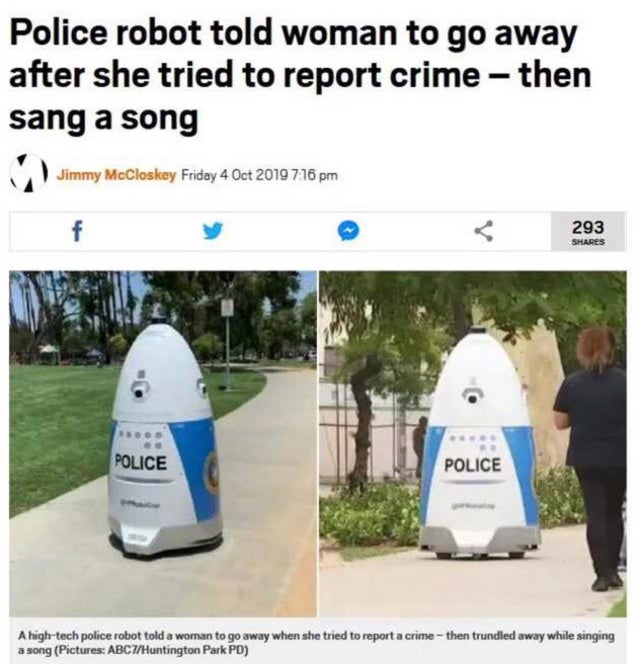 Police robot told woman to go away
after she tried to report crime – then
sang a song
Jimmy McCloskey Friday 4 Oct 2019 7:16 pm
f
293
SHARES
POLICE
POLICE
A high-tech police robot told a woman to go away when she tried to report a crime – then trundled away while singing
a song (Pictures: ABC7/Huntington Park PD)